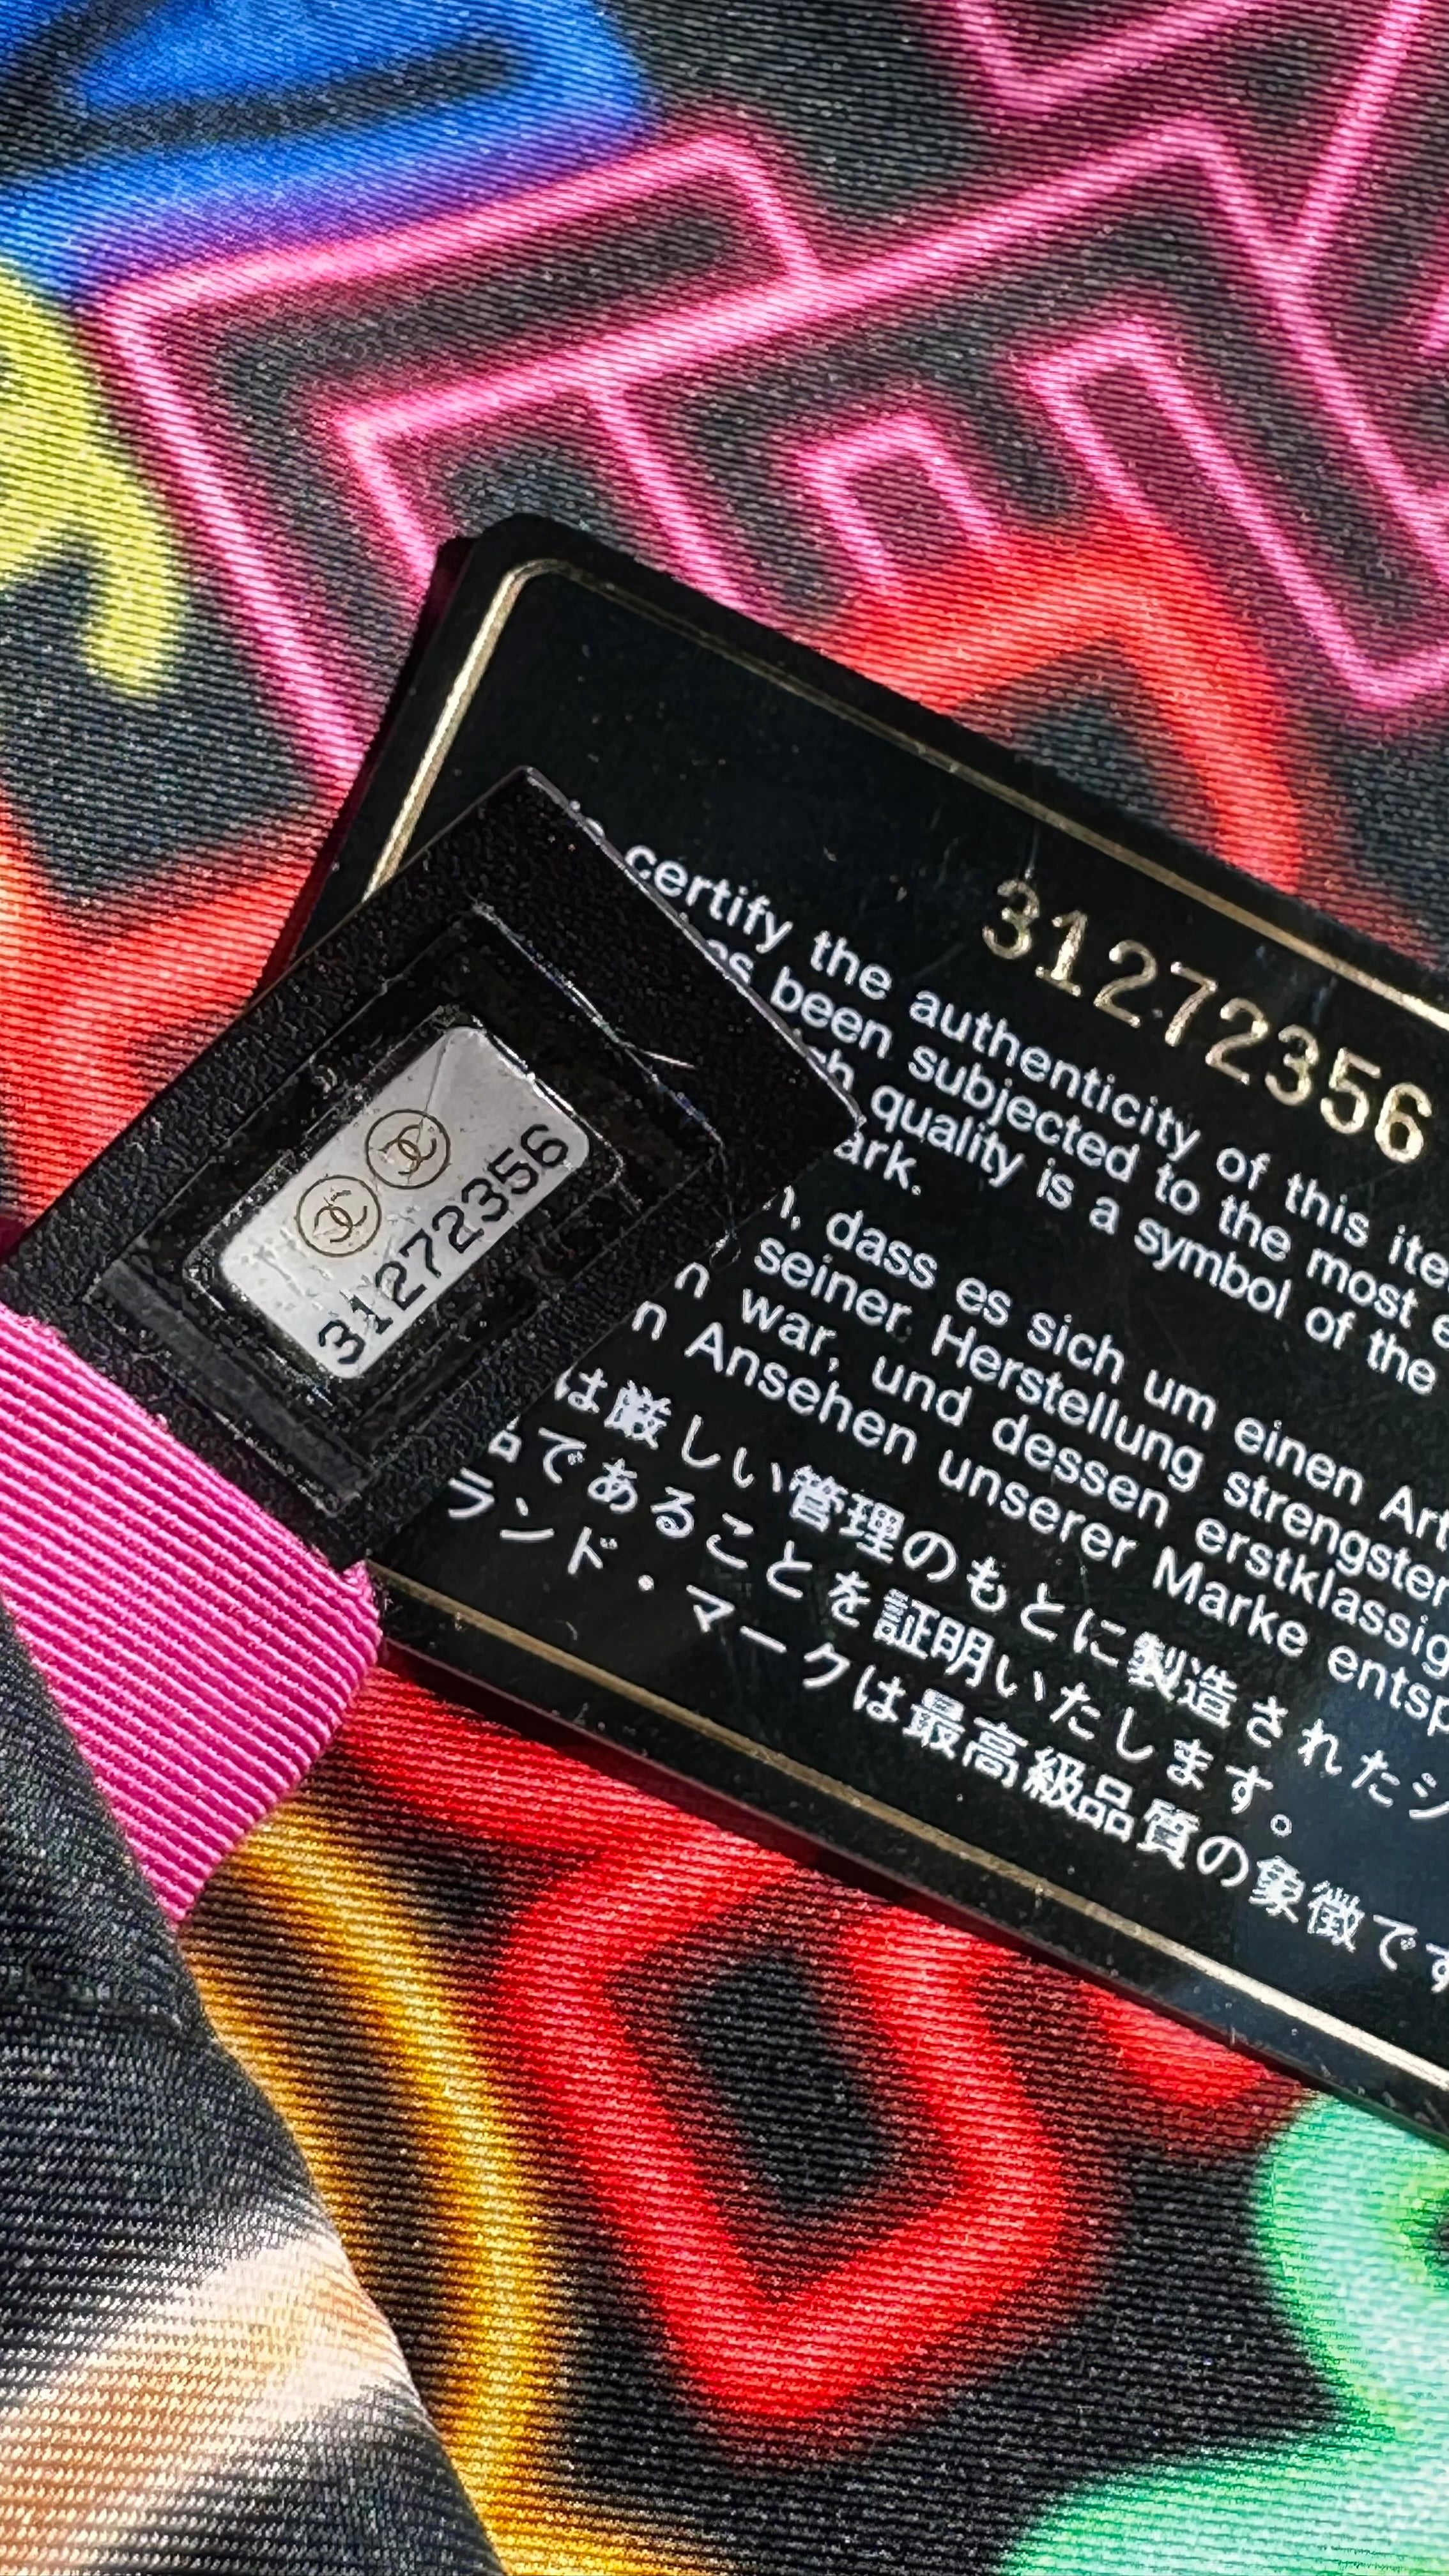 31272356
certify the authenticity of this
been subjected to the most
quality is a symbol of the
dass es sich um einen
seiner Herstellung strengster
war, und dessen erstklassig
Ansehen unserer Marke entsp
は厳しい管理のもとに製造されたシ
品であることを証明いたします。
ランド・マークは最高級品質の象徴です
31272356